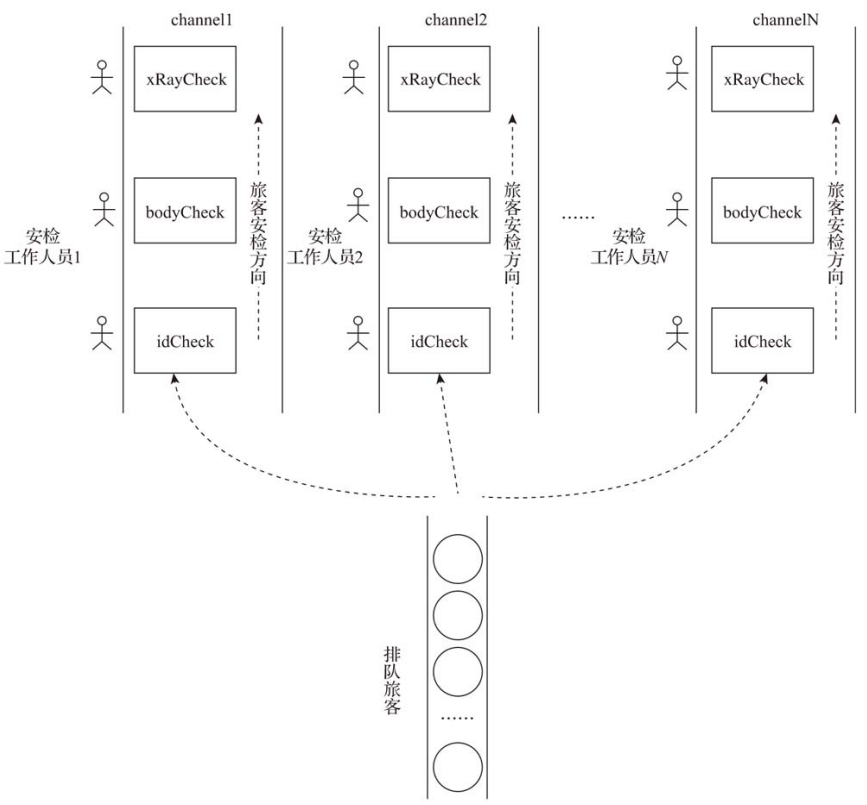 channel1
channel2
channelN
xRayCheck
xRayCheck
xRayCheck
bodyCheck
bodyCheck
……
bodyCheck
旅客安检方向
旅客安检方向
旅客安检方向
安检
工作人员1
安检
工作人员2
安检
工作人员N
idCheck
idCheck
idCheck
排队旅客
……